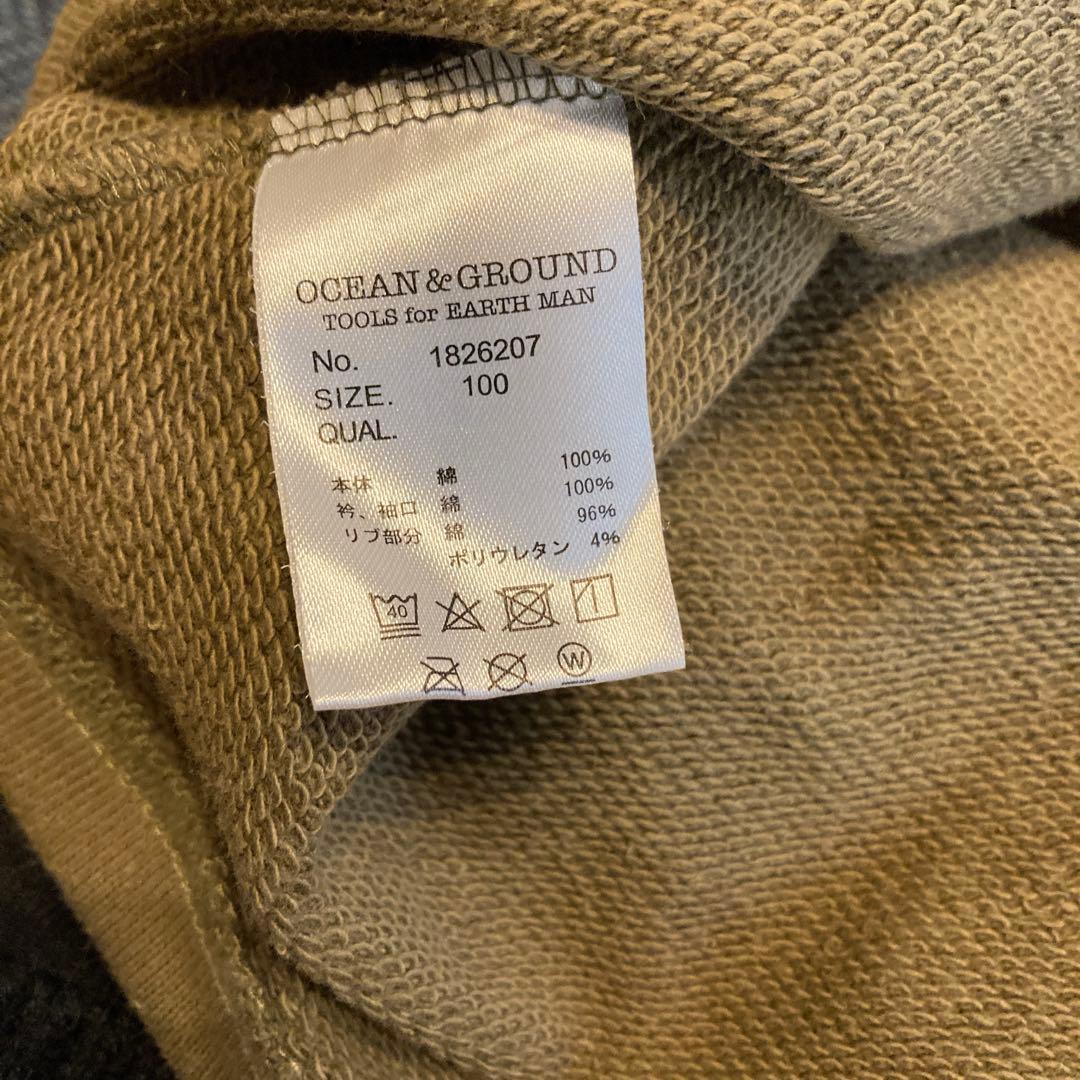 OCEAN & GROUND
TOOLS for EARTH MAN
No. 1826207
SIZE. 100
QUAL.
本体 綿 100%
衿、袖口 綿 100%
リブ部分 綿 96%
ポリウレタン 4%
40
W